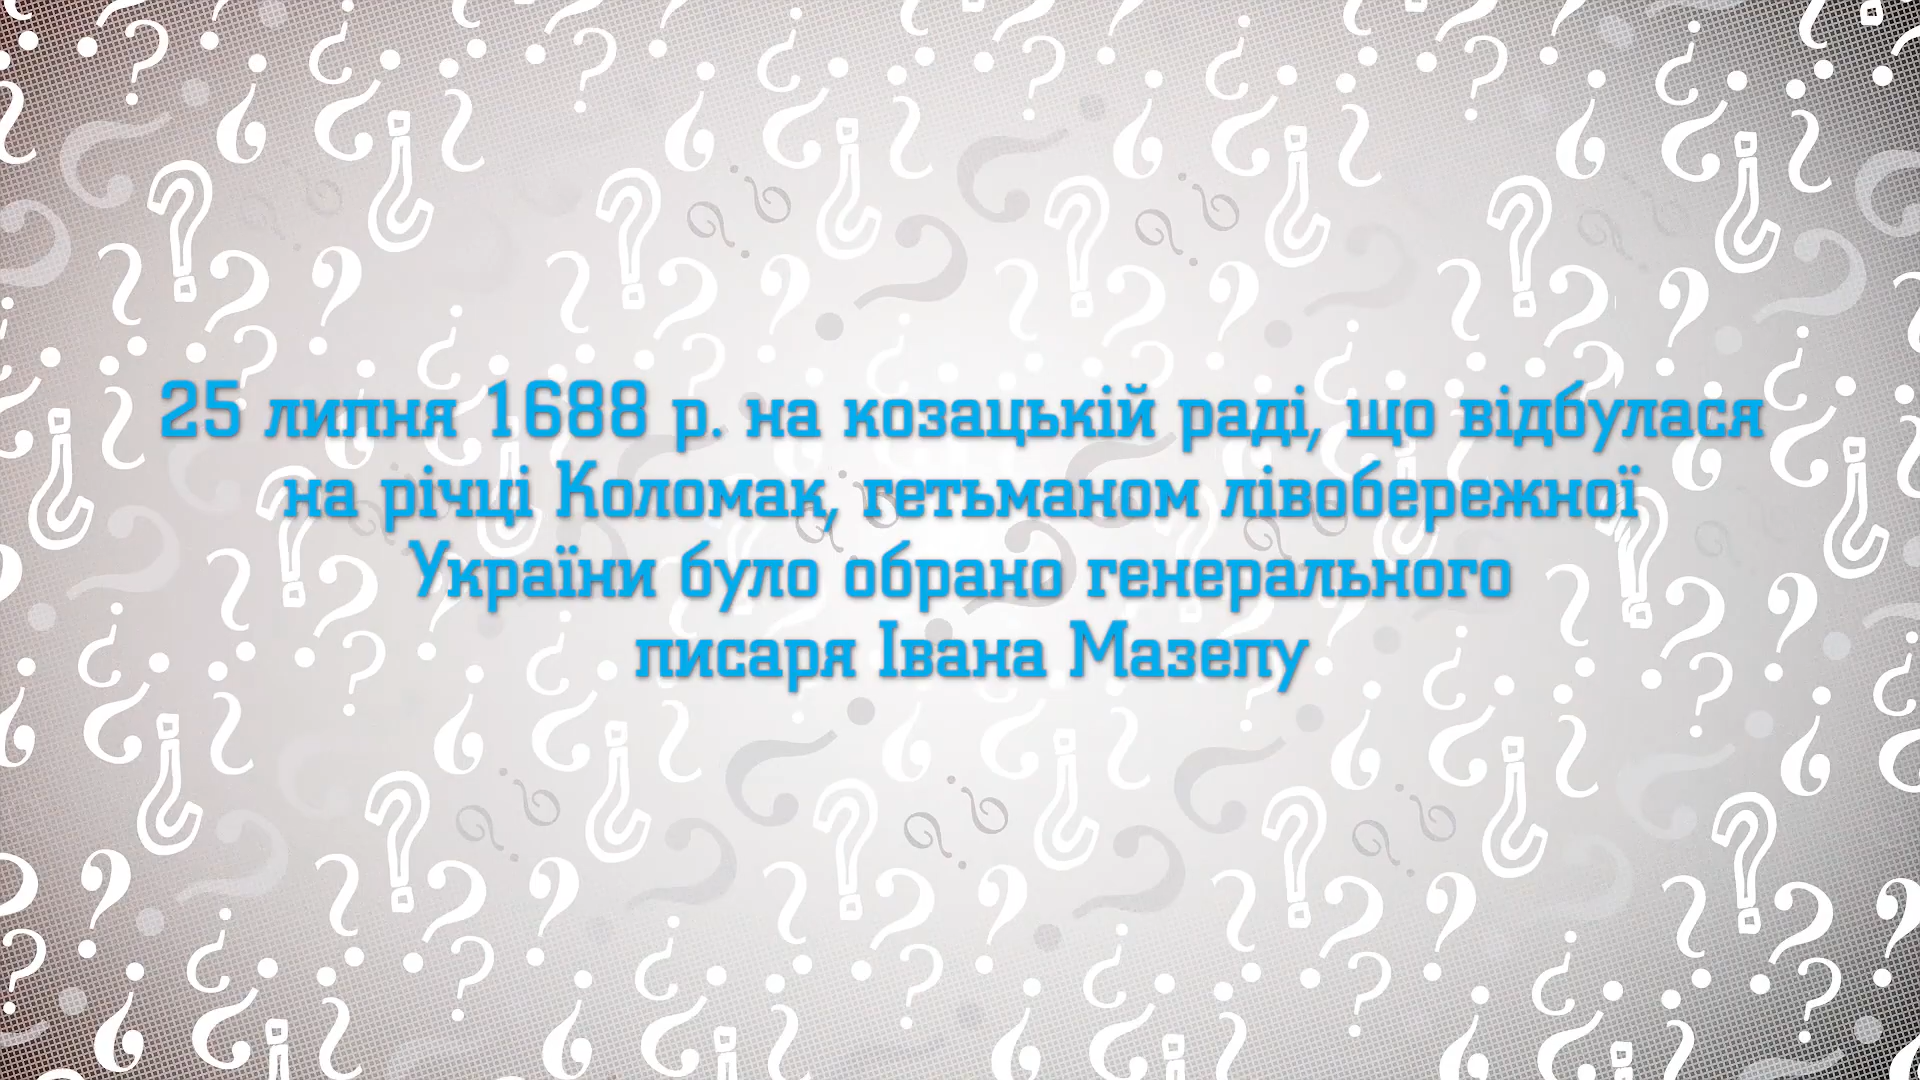 25 липня 1688 р. на козацькій раді, що відбулася
на річці Коломак, гетьманом лівобережної
України було обрано генерального
писаря Івана Мазепу